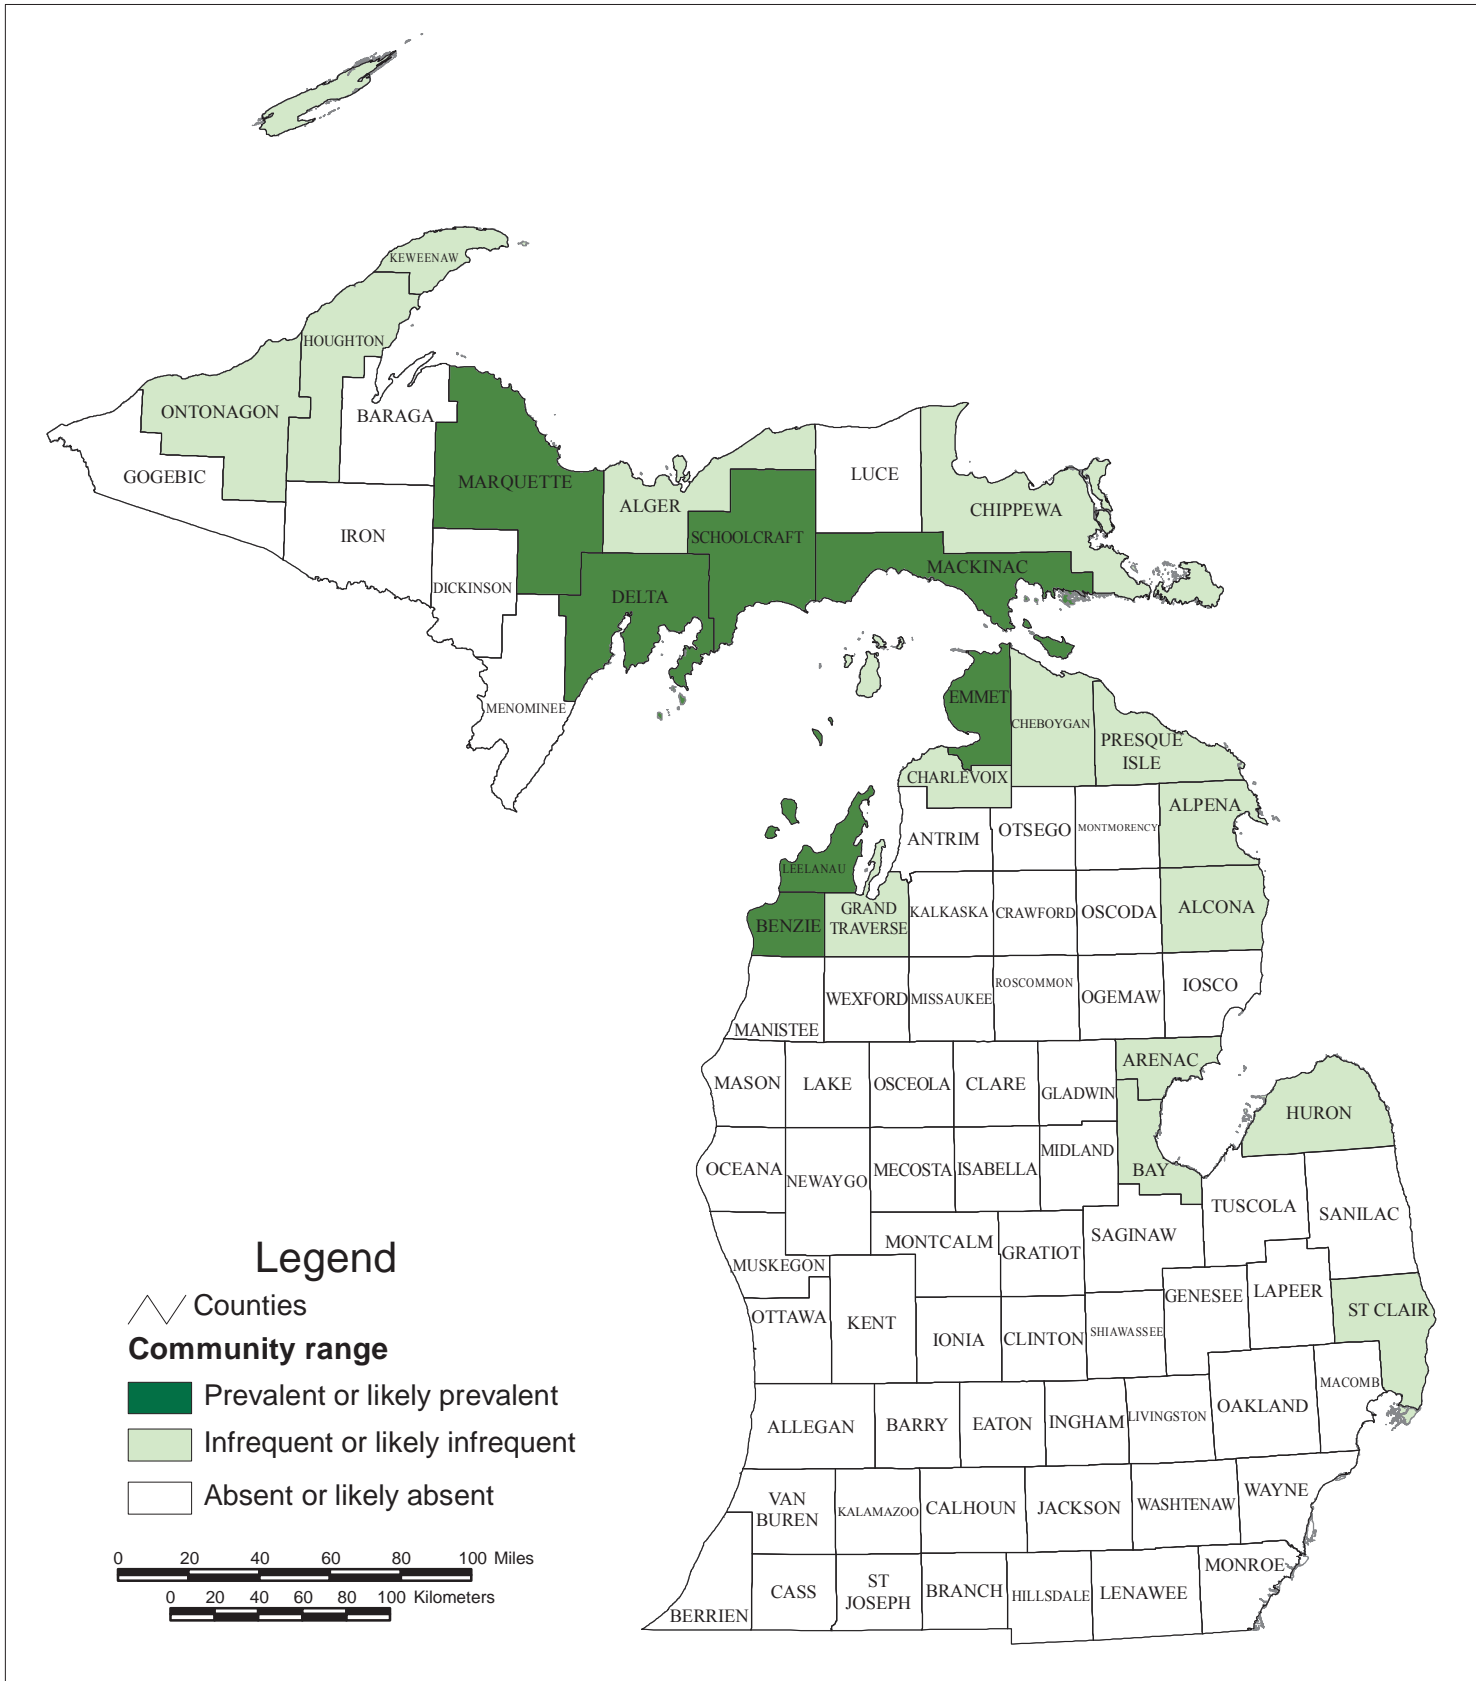 KEWEENAW
HOUGHTON
ONTONAGON
BARAGA
GOGEBIC
MARQUETTE
LUCE
ALGER
CHIPPEWA
IRON
SCHOOLCRAFT
MACKINAC
DICKINSON
DELTA
MENOMINEE
EMMET
CHEBOYGAN
PRESQUE
ISLE
CHARLEVOIX
ALPENA
ANTRIM
OTSEGO
MONTMORENCY
LEELANAU
GRAND
TRAVERSE
KALKASKA
CRAWFORD
OSCODA
ALCONA
BENZIE
WEXFORD
MISSAUKEE
ROSCOMMON
OGEMAW
IOSCO
MANISTEE
ARENAC
MASON
LAKE
OSCEOLA
CLARE
GLADWIN
HURON
OCEANA
NEWAYGO
MECOSTA
ISABELLA
MIDLAND
BAY
TUSCOLA
SANILAC
MONTCALM
GRATIOT
SAGINAW
MUSKEGON
GENESEE
LAPEER
ST CLAIR
OTTAWA
KENT
IONIA
CLINTON
SHIAWASSEE
MACOMB
ALLEGAN
BARRY
EATON
INGHAM
LIVINGSTON
OAKLAND
VAN
BUREN
KALAMAZOO
CALHOUN
JACKSON
WASHTENAW
WAYNE
BERRIEN
CASS
ST
JOSEPH
BRANCH
HILLSDALE
LENAWEE
MONROE
Legend
Counties
Community range
Prevalent or likely prevalent
Infrequent or likely infrequent
Absent or likely absent
0 20 40 60 80 100 Miles
0 20 40 60 80 100 Kilometers